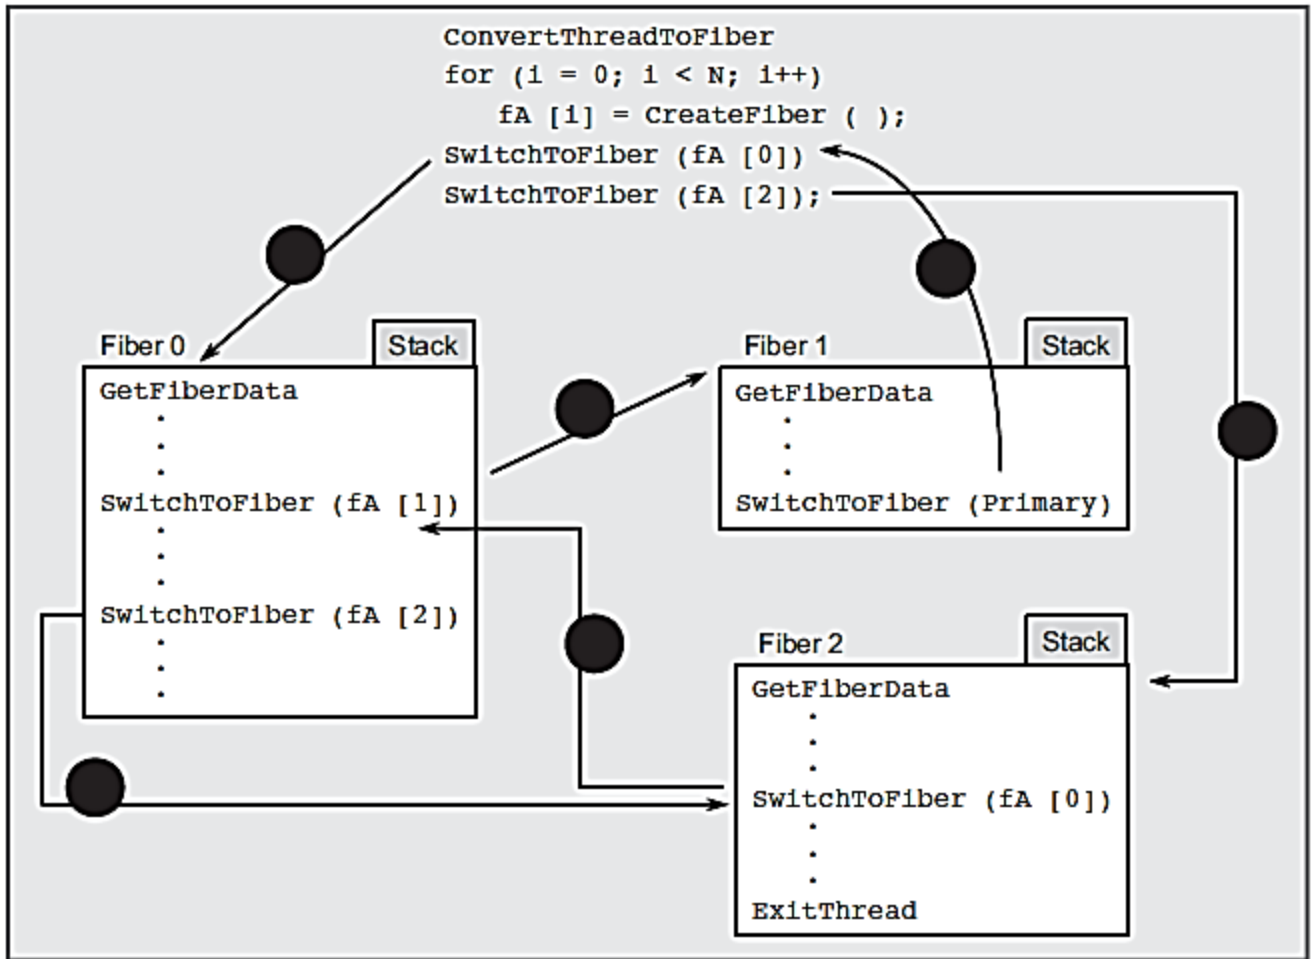 ConvertThreadToFiber
for (i = 0; i < N; i++)
fA [i] = CreateFiber ( );
SwitchToFiber (fA [0])
SwitchToFiber (fA [2]);
Fiber 0
Stack
GetFiberData
.
.
.
SwitchToFiber (fA [1])
.
.
.
SwitchToFiber (fA [2])
.
.
.
Fiber 1
Stack
GetFiberData
.
.
.
SwitchToFiber (Primary)
Fiber 2
Stack
GetFiberData
.
.
.
SwitchToFiber (fA [0])
.
.
.
ExitThread